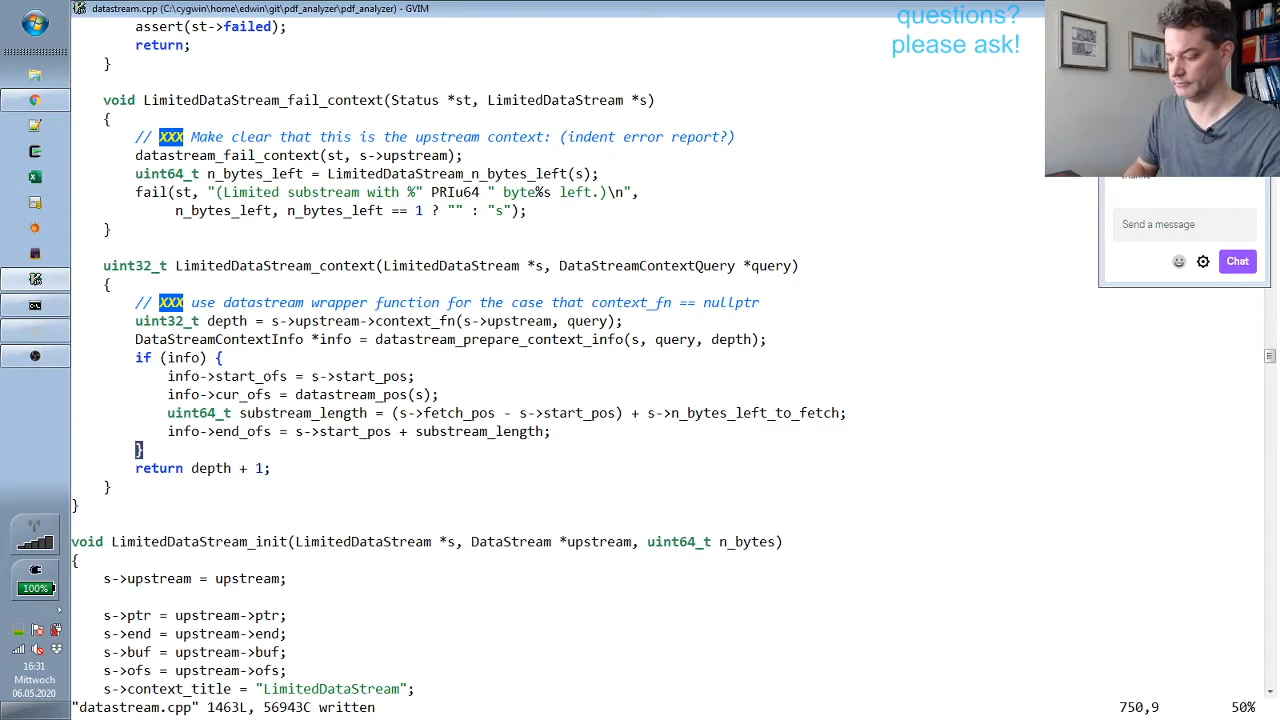 datastream.cpp (C:\cygwin\home\edwin\git\pdf_analyzer\pdf_analyzer) - GVIM
questions?
please ask!
assert(st->failed);
return;
}
void LimitedDataStream_fail_context(Status *st, LimitedDataStream *s)
{
// XXX Make clear that this is the upstream context: (indent error report?)
datastream_fail_context(st, s->upstream);
uint64_t n_bytes_left = LimitedDataStream_n_bytes_left(s);
fail(st, "(Limited substream with %" PRIu64 " byte%s left.)\n",
n_bytes_left, n_bytes_left == 1 ? "" : "s");
}
uint32_t LimitedDataStream_context(LimitedDataStream *s, DataStreamContextQuery *query)
{
// XXX use datastream wrapper function for the case that context_fn == nullptr
uint32_t depth = s->upstream->context_fn(s->upstream, query);
DataStreamContextInfo *info = datastream_prepare_context_info(s, query, depth);
if (info) {
info->start_ofs = s->start_pos;
info->cur_ofs = datastream_pos(s);
uint64_t substream_length = (s->fetch_pos - s->start_pos) + s->n_bytes_left_to_fetch;
info->end_ofs = s->start_pos + substream_length;
}
return depth + 1;
}
}
void LimitedDataStream_init(LimitedDataStream *s, DataStream *upstream, uint64_t n_bytes)
{
s->upstream = upstream;
s->ptr = upstream->ptr;
s->end = upstream->end;
s->buf = upstream->buf;
s->ofs = upstream->ofs;
s->context_title = "LimitedDataStream";
"datastream.cpp" 1463L, 56943C written
750,9
50%
Send a message
Chat
100%
16:31
Mittwoch
06.05.2020